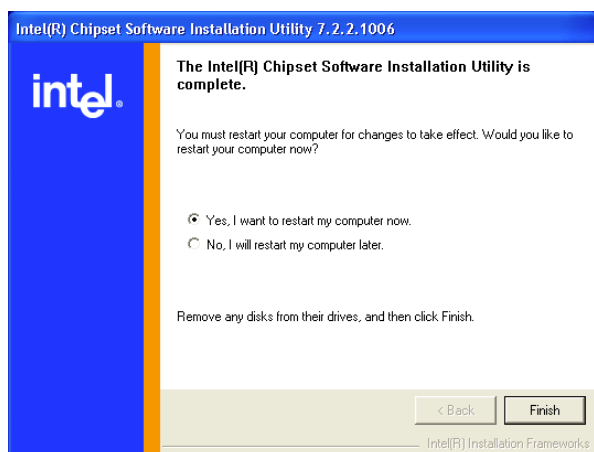 Intel(R) Chipset Software Installation Utility 7.2.2.1006
intel®
The Intel(R) Chipset Software Installation Utility is
complete.
You must restart your computer for changes to take effect. Would you like to
restart your computer now?
Yes, I want to restart my computer now.
No, I will restart my computer later.
Remove any disks from their drives, and then click Finish.
< Back
Finish
Intel(R) Installation Frameworks